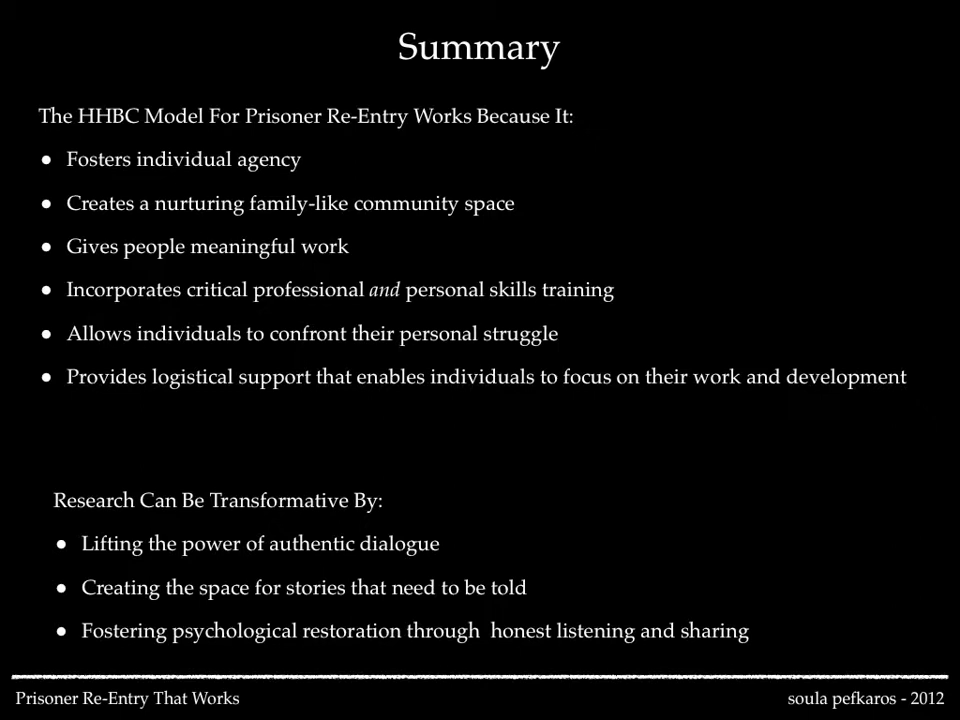 Summary
The HHBC Model For Prisoner Re-Entry Works Because It:
• Fosters individual agency
• Creates a nurturing family-like community space
• Gives people meaningful work
• Incorporates critical professional and personal skills training
• Allows individuals to confront their personal struggle
• Provides logistical support that enables individuals to focus on their work and development
Research Can Be Transformative By:
• Lifting the power of authentic dialogue
• Creating the space for stories that need to be told
• Fostering psychological restoration through honest listening and sharing
Prisoner Re-Entry That Works
soula pefkaros - 2012